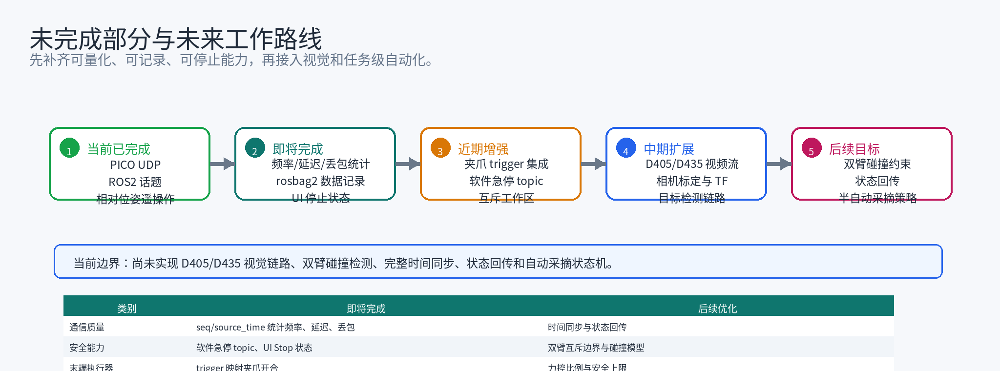 未完成部分与未来工作路线
先补齐可量化、可记录、可停止能力，再接入视觉和任务级自动化。
1 当前已完成
PICO UDP
ROS2 话题
相对位姿遥操作
2 即将完成
频率/延迟/丢包统计
rosbag2 数据记录
UI 停止状态
3 近期增强
夹爪 trigger 集成
软件急停 topic
互斥工作区
4 中期扩展
D405/D435 视频流
相机标定与 TF
目标检测链路
5 后续目标
双臂碰撞约束
状态回传
半自动采摘策略
当前边界：尚未实现 D405/D435 视觉链路、双臂碰撞检测、完整时间同步、状态回传和自动采摘状态机。
类别 即将完成 后续优化
通信质量 seq/source_time 统计频率、延迟、丢包 时间同步与状态回传
安全能力 软件急停 topic、UI Stop 状态 双臂互斥边界与碰撞模型
末端执行器 trigger 映射夹爪开合 力控比例与安全上限